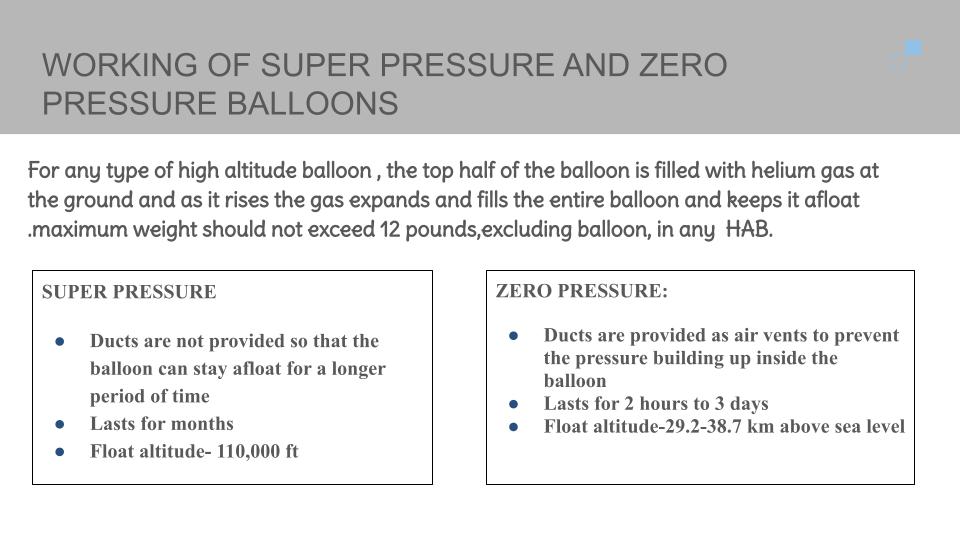 WORKING OF SUPER PRESSURE AND ZERO
PRESSURE BALLOONS
For any type of high altitude balloon , the top half of the balloon is filled with helium gas at
the ground and as it rises the gas expands and fills the entire balloon and keeps it afloat
.maximum weight should not exceed 12 pounds,excluding balloon, in any HAB.
SUPER PRESSURE
● Ducts are not provided so that the
balloon can stay afloat for a longer
period of time
● Lasts for months
● Float altitude- 110,000 ft
ZERO PRESSURE:
● Ducts are provided as air vents to prevent
the pressure building up inside the
balloon
● Lasts for 2 hours to 3 days
● Float altitude-29.2-38.7 km above sea level